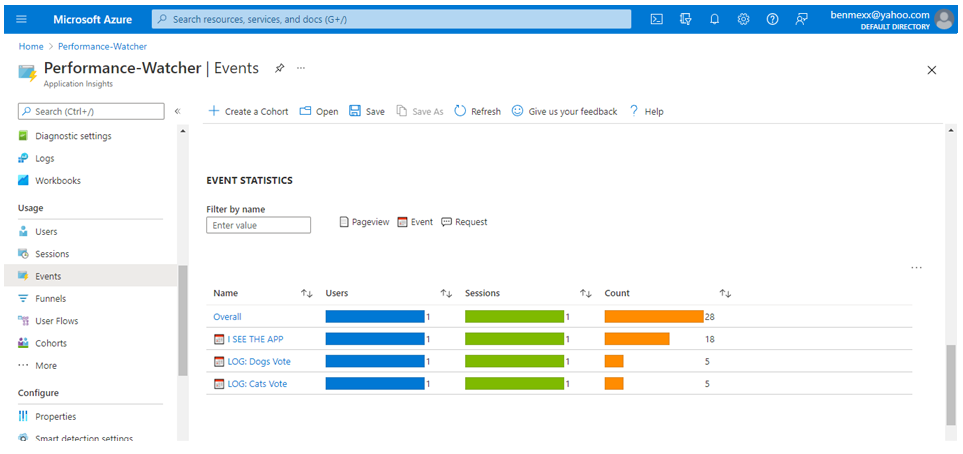 Microsoft Azure
Search resources, services, and docs (G+/)
benmexx@yahoo.com
DEFAULT DIRECTORY
Home > Performance-Watcher
Performance-Watcher | Events
Application Insights
Search (Ctrl+/)
Diagnostic settings
Logs
Workbooks
Usage
Users
Sessions
Events
Funnels
User Flows
Cohorts
More
Configure
Properties
Smart detection settings
Create a Cohort Open Save Save As Refresh Give us your feedback Help
EVENT STATISTICS
Filter by name
Enter value
Pageview Event Request
Name Users Sessions Count
Overall 1 1 28
I SEE THE APP 1 1 18
LOG: Dogs Vote 1 1 5
LOG: Cats Vote 1 1 5